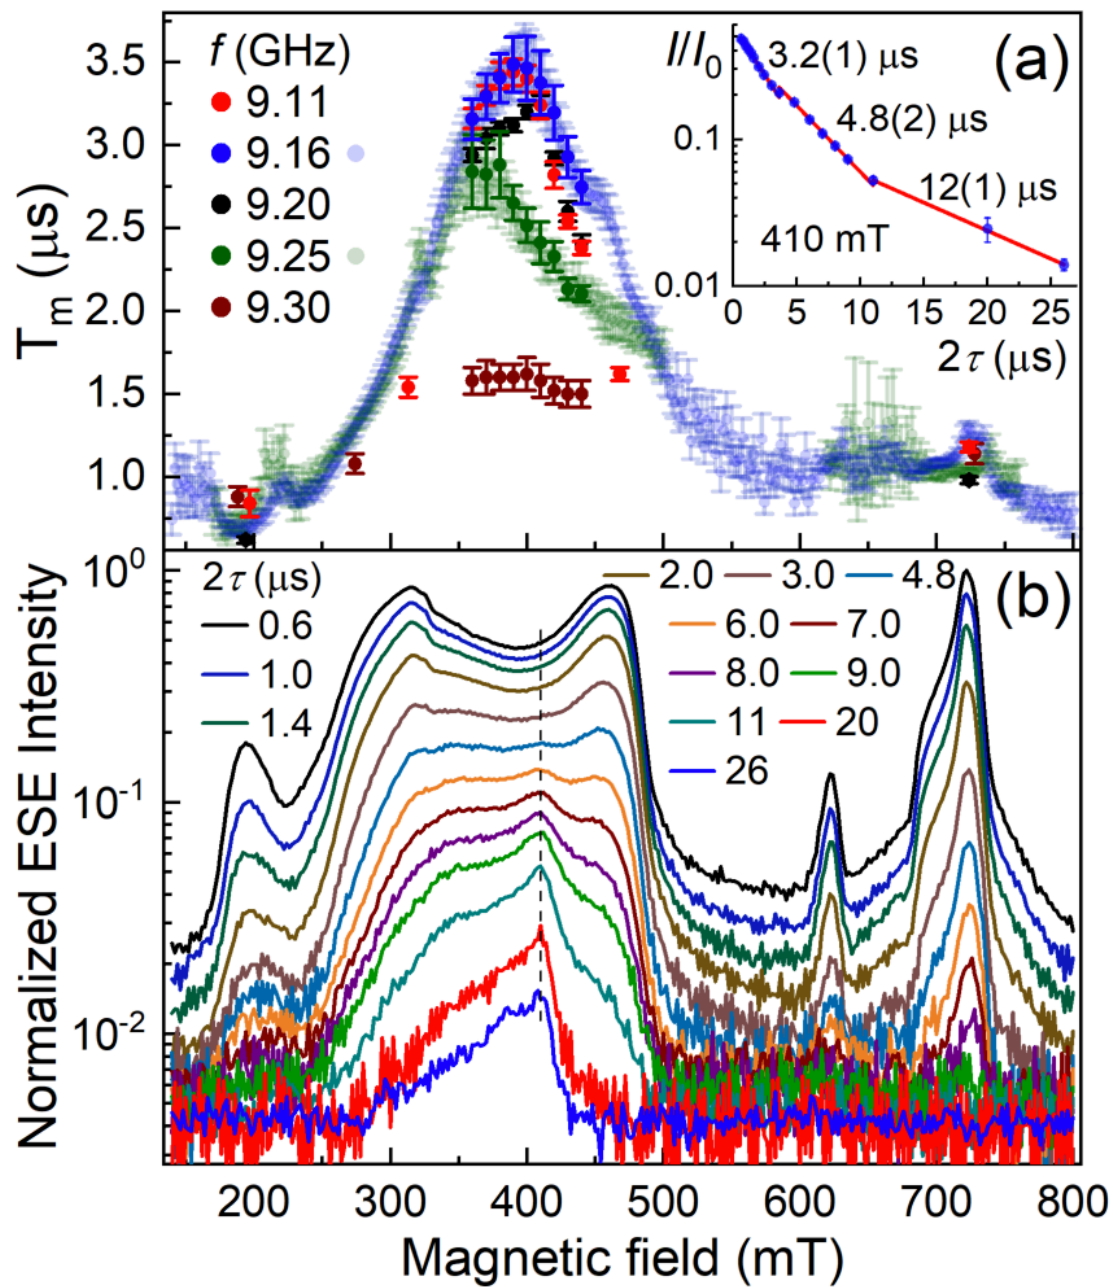 f (GHz)
9.11
9.16
9.20
9.25
9.30
T_m (μs)
3.5
3.0
2.5
2.0
1.5
1.0
(a)
I/I_0
3.2(1) μs
4.8(2) μs
12(1) μs
410 mT
0.1
0.01
0 5 10 15 20 25
2τ (μs)
(b)
2τ (μs)
0.6
1.0
1.4
2.0 3.0 4.8
6.0 7.0
8.0 9.0
11 20
26
Normalized ESE Intensity
10^0
10^-1
10^-2
200 300 400 500 600 700 800
Magnetic field (mT)